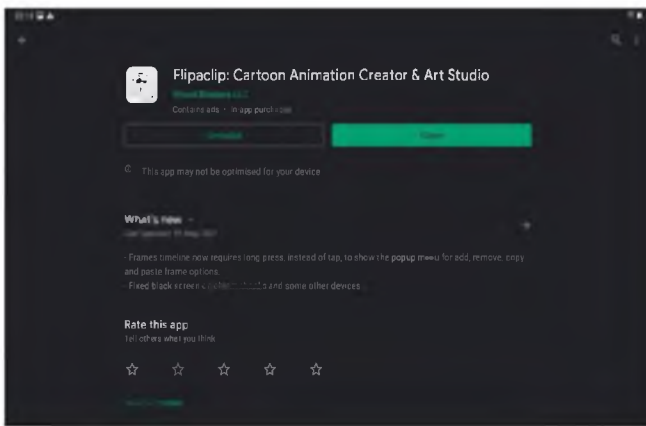 Flipaclip: Cartoon Animation Creator & Art Studio
Contains ads • In-app purchases
Uninstall
Open
This app may not be optimised for your device
What's new
- Frames timeline now requires long press, instead of tap, to show the popup menu for add, remove, copy
and paste frame options.
- Fixed black screen and some other devices
Rate this app
Tell others what you think